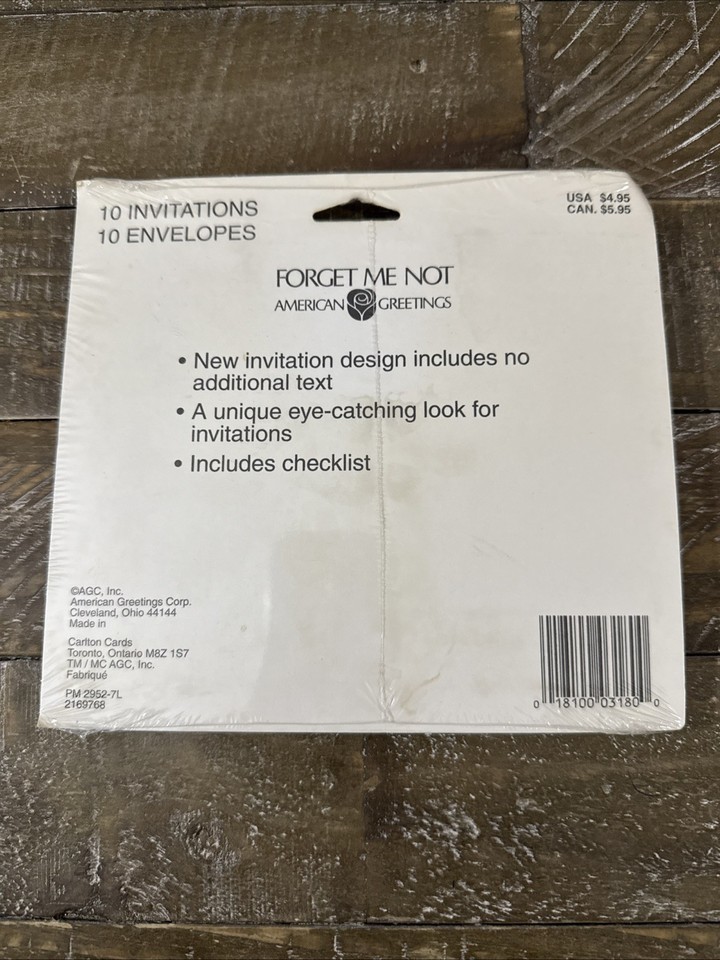 10 INVITATIONS
10 ENVELOPES
USA $4.95
CAN. $5.95
FORGET ME NOT
AMERICAN GREETINGS
• New invitation design includes no
additional text
• A unique eye-catching look for
invitations
• Includes checklist
©AGC, Inc.
American Greetings Corp.
Cleveland, Ohio 44144
Made in
Carlton Cards
Toronto, Ontario M8Z 1S7
TM / MC AGC, Inc.
Fabriqué
PM 2952-7L
2169768
0 18100 03180 0